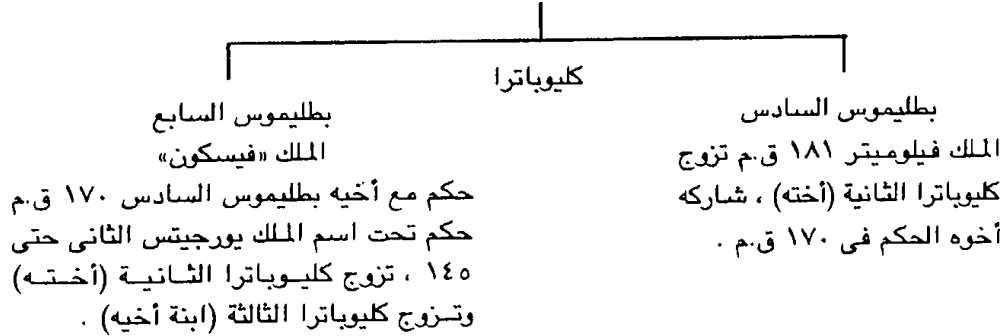 كليوباترا
بطليموس السادس
الملك فيلوميتر ١٨١ ق.م تزوج
كليوباترا الثانية (أخته) ، شاركه
أخوه الحكم فى ١٧٠ ق.م .
بطليموس السابع
الملك «فيسكون»
حكم مع أخيه بطليموس السادس ١٧٠ ق.م
حكم تحت اسم الملك يورجيتس الثانى حتى
١٤٥ ، تزوج كليوباترا الثانية (أخته)
وتزوج كليوباترا الثالثة (ابنة أخيه) .